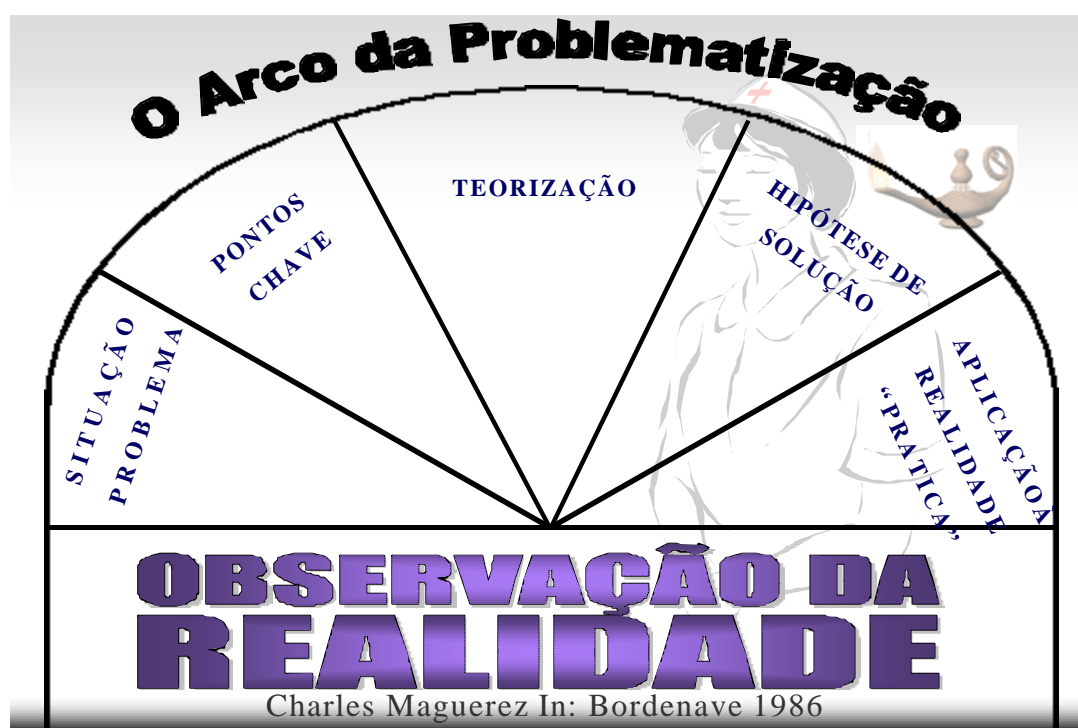 O Arco da Problematização
SITUAÇÃO
PROBLEMA
PONTOS
CHAVE
TEORIZAÇÃO
HIPÓTESE DE
SOLUÇÃO
APLICAÇÃOÀ
REALIDADE
“PRATICA”
OBSERVAÇÃO DA
REALIDADE
Charles Maguerez In: Bordenave 1986